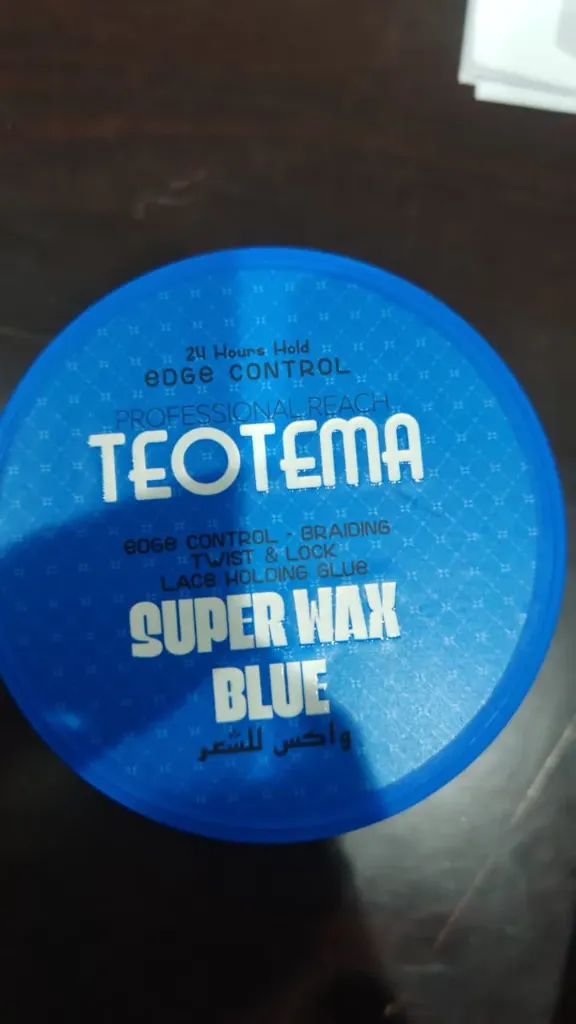 24 Hours Hold
EDGE CONTROL
PROFESSIONAL REACH
TEOTEMA
EDGE CONTROL - BRAIDING
TWIST & LOCK
LACE HOLDING GLUE
SUPER WAX
BLUE
واكس للشعر